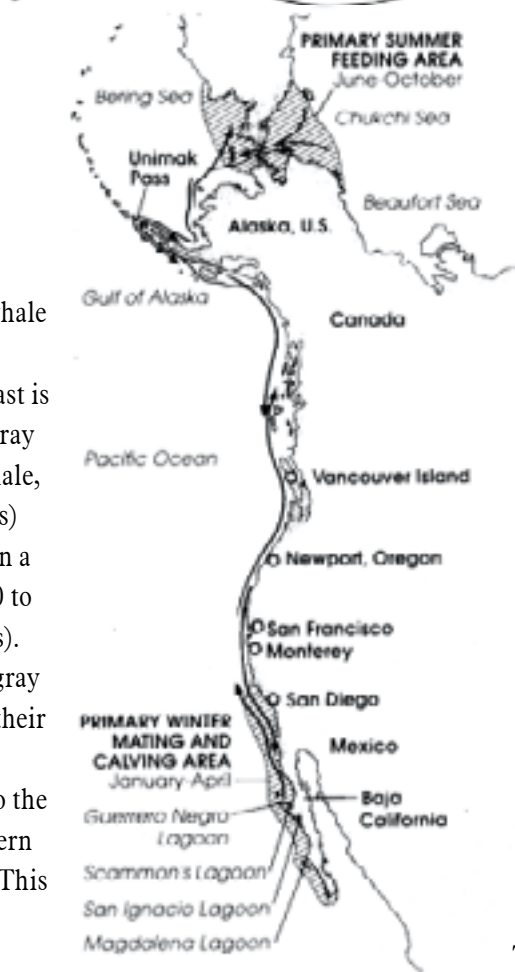 PRIMARY SUMMER
FEEDING AREA
June-October
Bering Sea
Chukchi Sea
Unimak
Pass
Beaufort Sea
Alaska, U.S.
Gulf of Alaska
Canada
hale
ast is
ray
ale,
s)
n a
) to
s).
gray
their
o the
ern
This
Pacific Ocean
Vancouver Island
Newport, Oregon
San Francisco
Monterey
San Diego
PRIMARY WINTER
MATING AND
CALVING AREA
January-April
Mexico
Baja
California
Guerrero Negro
Lagoon
Scammon's Lagoon
San Ignacio Lagoon
Magdalena Lagoon